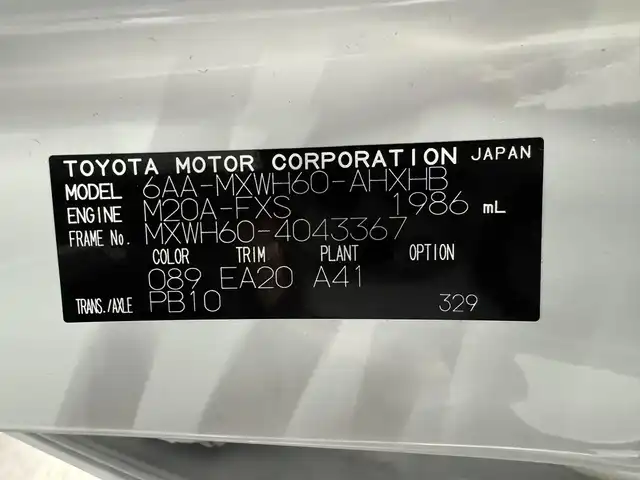 TOYOTA MOTOR CORPORATION JAPAN
MODEL 6AA-MXWH60-AHXHB
ENGINE M20A-FXS 1986 mL
FRAME No. MXWH60-4043367
COLOR TRIM PLANT OPTION
089 EA20 A41
TRANS./AXLE PB10 329